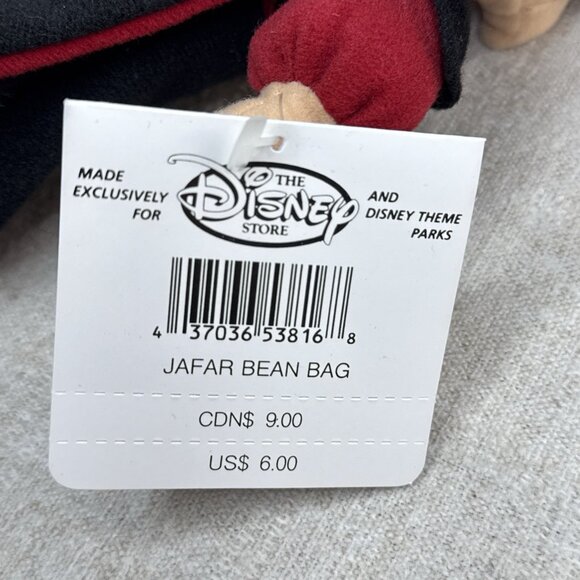 MADE
EXCLUSIVELY
FOR
THE
Disney
STORE
AND
DISNEY THEME
PARKS
4 37036 53816 8
JAFAR BEAN BAG
CDN$ 9.00
US$ 6.00